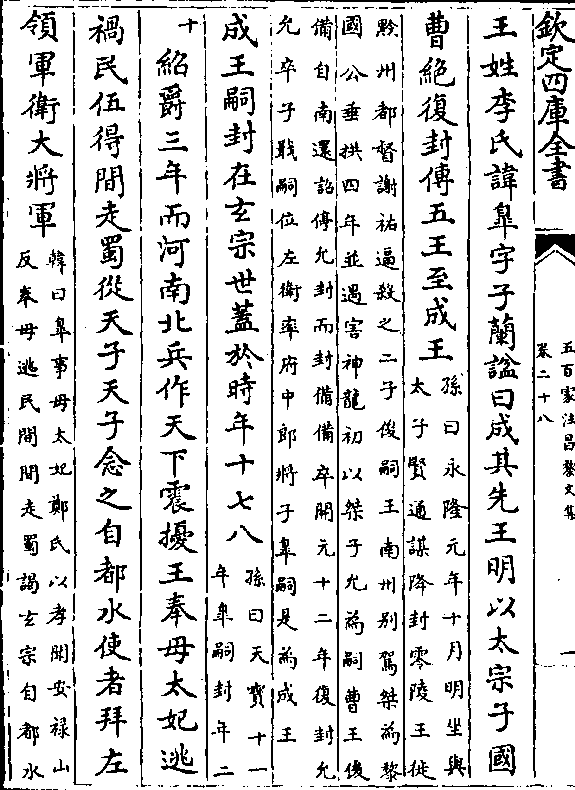 欽定四庫全書
五百家注昌黎文集
卷二十八
一
王姓李氏諱臯字子蘭諡曰成其先王明以太宗子國
曹絕復封傳五王至成王
孫曰永隆元年十月明坐與
太子賢通謀降封零陵王徙
黔州都督謝祐逼殺之二子俊嗣王南州别駕桀為黎
國公垂拱四年並遇害神龍初以桀子允為嗣曹王後
備自南還詔停允封而封備備卒開元十二年復封允
允卒子戢嗣位左衛率府中郎將子臯嗣是為成王
成王嗣封在玄宗世蓋於時年十七八
孫曰天寶十一
年臯嗣封年二
十
紹爵三年而河南北兵作天下震擾王奉母太妃逃
禍民伍得間走蜀從天子天子念之自都水使者拜左
領軍衛大將軍
韓曰臯事母太妃鄭氏以孝聞安禄山
反奉母逃民間間走蜀謁玄宗自都水